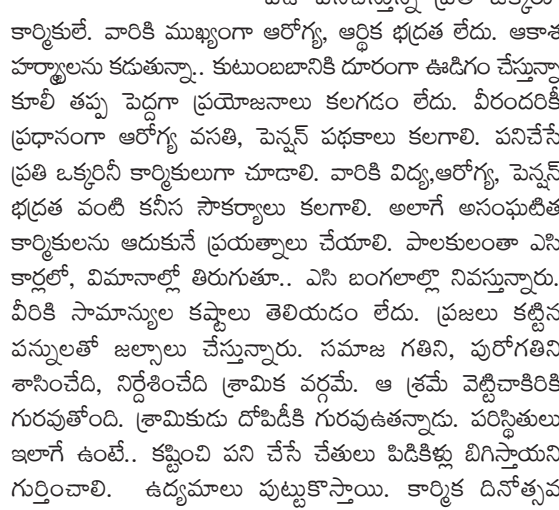 కార్మికులే. వారికి ముఖ్యంగా ఆరోగ్య, ఆర్థిక భద్రత లేదు. ఆకాశ
హర్మ్యాలను కడుతున్నా.. కుటుంబబానికి దూరంగా ఊడిగం చేస్తున్నా
కూలీ తప్ప పెద్దగా ప్రయోజనాలు కలగడం లేదు. వీరందరికీ
ప్రధానంగా ఆరోగ్య వసతి, పెన్షన్ పథకాలు కలగాలి. పనిచేసే
ప్రతి ఒక్కరినీ కార్మికులుగా చూడాలి. వారికి విద్య,ఆరోగ్య, పెన్షన్
భద్రత వంటి కనీస సౌకర్యాలు కలగాలి. అలాగే అసంఘటిత
కార్మికులను ఆదుకునే ప్రయత్నాలు చేయాలి. పాలకులంతా ఎసి
కార్లలో, విమానాల్లో తిరుగుతూ.. ఎసి బంగలాల్లొ నివస్తున్నారు.
వీరికి సామాన్యుల కష్టాలు తెలియడం లేదు. ప్రజలు కట్టిన
పన్నులతో జల్సాలు చేస్తున్నారు. సమాజ గతిని, పురోగతిని
శాసించేది, నిర్దేశించేది శ్రామిక వర్గమే. ఆ శ్రమే వెట్టిచాకిరికి
గురవుతోంది. శ్రామికుడు దోపిడీకి గురవుఉతన్నాడు. పరిస్థితులు
ఇలాగే ఉంటే.. కష్టించి పని చేసే చేతులు పిడికిళ్లు బిగిస్తాయని
గుర్తించాలి. ఉద్యమాలు పుట్టుకొస్తాయి. కార్మిక దినోత్సవ